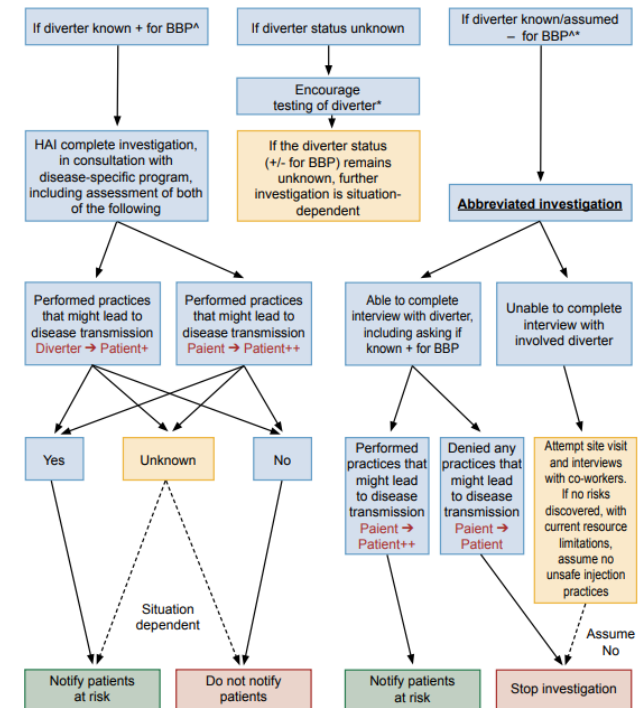 If diverter known + for BBP^
If diverter status unknown
If diverter known/assumed
– for BBP^*
Encourage
testing of diverter*
HAI complete investigation,
in consultation with
disease-specific program,
including assessment of both
of the following
If the diverter status
(+/- for BBP) remains
unknown, further
investigation is situation-
dependent
Abbreviated investigation
Performed practices
that might lead to
disease transmission
Diverter ➔ Patient+
Performed practices
that might lead to
disease transmission
Paient ➔ Patient++
Able to complete
interview with diverter,
including asking if
known + for BBP
Unable to complete
interview with
involved diverter
Yes
Unknown
No
Performed
practices that
might lead
to disease
transmission
Paient ➔
Patient++
Denied any
practices that
might lead
to disease
transmission
Paient ➔
Patient
Attempt site visit
and interviews
with co-workers.
If no risks
discovered, with
current resource
limitations,
assume no
unsafe injection
practices
Situation
dependent
Assume
No
Notify patients
at risk
Do not notify
patients
Notify patients
at risk
Stop investigation